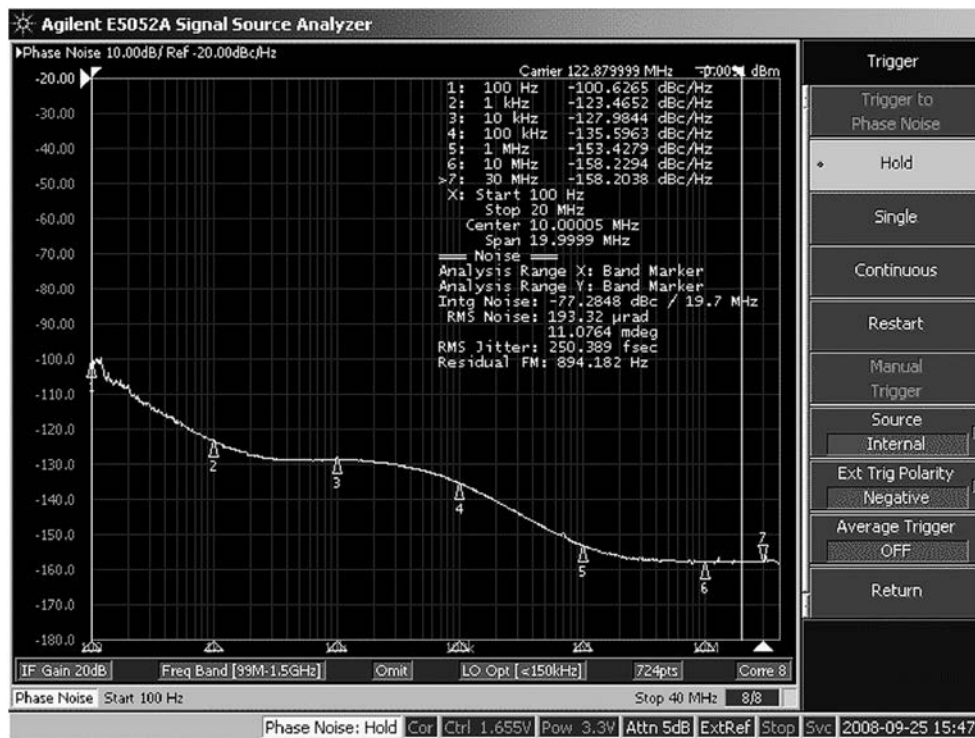 Agilent E5052A Signal Source Analyzer
▶Phase Noise 10.00dB/ Ref -20.00dBc/Hz
Carrier 122.879999 MHz dBm
1: 100 Hz -100.6265 dBc/Hz
2: 1 kHz -123.4652 dBc/Hz
3: 10 kHz -127.9844 dBc/Hz
4: 100 kHz -135.5963 dBc/Hz
5: 1 MHz -153.4279 dBc/Hz
6: 10 MHz -158.2294 dBc/Hz
>7: 30 MHz -158.2038 dBc/Hz
X: Start 100 Hz
Stop 20 MHz
Center 10.00005 MHz
Span 19.9999 MHz
=== Noise ===
Analysis Range X: Band Marker
Analysis Range Y: Band Marker
Intg Noise: -77.2848 dBc / 19.7 MHz
RMS Noise: 193.32 µrad
11.0764 mdeg
RMS Jitter: 250.389 fsec
Residual FM: 894.182 Hz
-20.00
-30.00
-40.00
-50.00
-60.00
-70.00
-80.00
-90.00
-100.0
-110.0
-120.0
-130.0
-140.0
-150.0
-160.0
-170.0
-180.0
1
2
3
4
5
6
7
IF Gain 20dB
Freq Band [99M-1.5GHz]
Omit
LO Opt [<150kHz]
724pts
Corre 8
Phase Noise
Start 100 Hz
Stop 40 MHz
8/8
Phase Noise: Hold
Cor
Ctrl 1.655V
Pow 3.3V
Attn 5dB
ExtRef
Stop
Svc
2008-09-25 15:47
Trigger
Trigger to
Phase Noise
Hold
Single
Continuous
Restart
Manual
Trigger
Source
Internal
Ext Trig Polarity
Negative
Average Trigger
OFF
Return